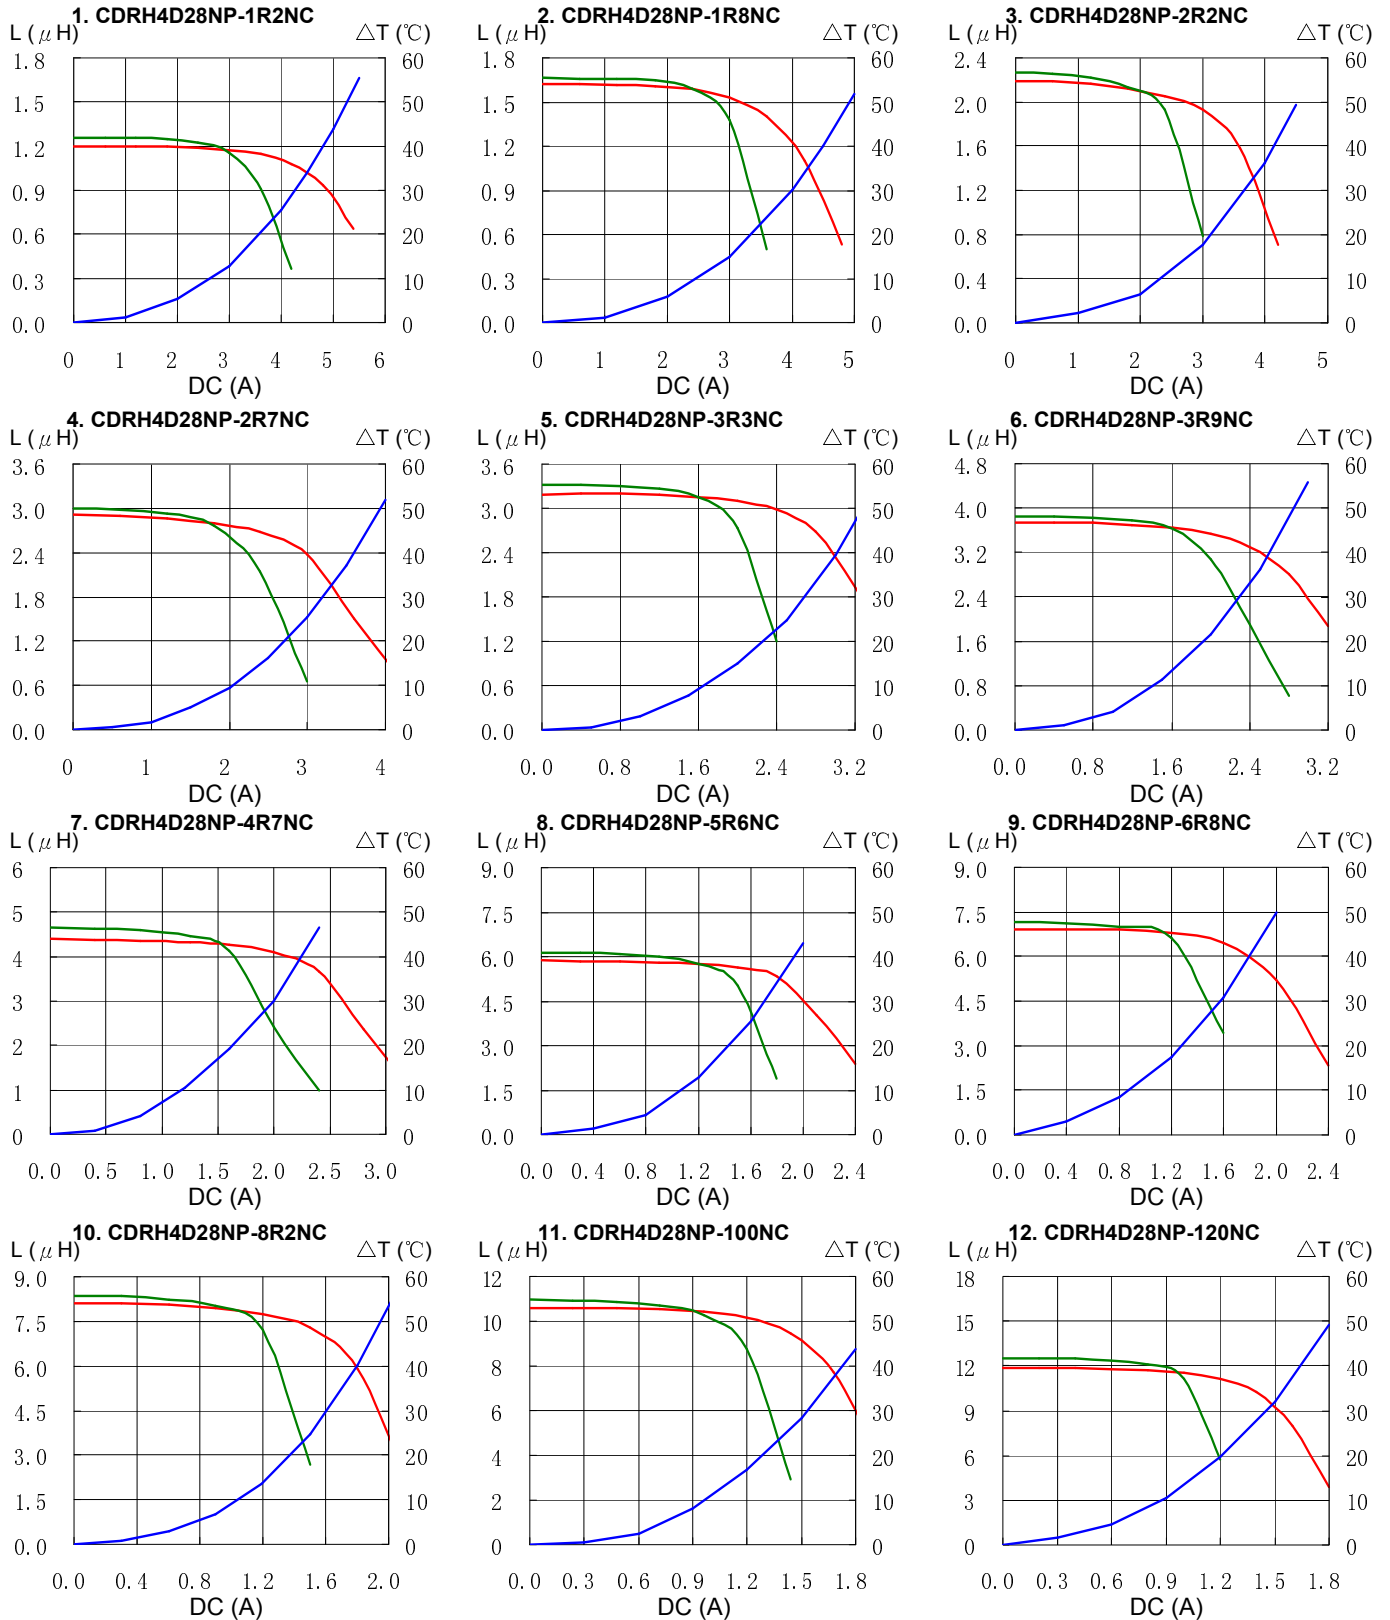 1. CDRH4D28NP-1R2NC
L (μH) △T (℃)
1.8 60
1.5 50
1.2 40
0.9 30
0.6 20
0.3 10
0.0 0
0 1 2 3 4 5 6
DC (A)
2. CDRH4D28NP-1R8NC
L (μH) △T (℃)
1.8 60
1.5 50
1.2 40
0.9 30
0.6 20
0.3 10
0.0 0
0 1 2 3 4 5
DC (A)
3. CDRH4D28NP-2R2NC
L (μH) △T (℃)
2.4 60
2.0 50
1.6 40
1.2 30
0.8 20
0.4 10
0.0 0
0 1 2 3 4 5
DC (A)
4. CDRH4D28NP-2R7NC
L (μH) △T (℃)
3.6 60
3.0 50
2.4 40
1.8 30
1.2 20
0.6 10
0.0 0
0 1 2 3 4
DC (A)
5. CDRH4D28NP-3R3NC
L (μH) △T (℃)
3.6 60
3.0 50
2.4 40
1.8 30
1.2 20
0.6 10
0.0 0
0.0 0.8 1.6 2.4 3.2
DC (A)
6. CDRH4D28NP-3R9NC
L (μH) △T (℃)
4.8 60
4.0 50
3.2 40
2.4 30
1.6 20
0.8 10
0.0 0
0.0 0.8 1.6 2.4 3.2
DC (A)
7. CDRH4D28NP-4R7NC
L (μH) △T (℃)
6 60
5 50
4 40
3 30
2 20
1 10
0 0
0.0 0.5 1.0 1.5 2.0 2.5 3.0
DC (A)
8. CDRH4D28NP-5R6NC
L (μH) △T (℃)
9.0 60
7.5 50
6.0 40
4.5 30
3.0 20
1.5 10
0.0 0
0.0 0.4 0.8 1.2 1.6 2.0 2.4
DC (A)
9. CDRH4D28NP-6R8NC
L (μH) △T (℃)
9.0 60
7.5 50
6.0 40
4.5 30
3.0 20
1.5 10
0.0 0
0.0 0.4 0.8 1.2 1.6 2.0 2.4
DC (A)
10. CDRH4D28NP-8R2NC
L (μH) △T (℃)
9.0 60
7.5 50
6.0 40
4.5 30
3.0 20
1.5 10
0.0 0
0.0 0.4 0.8 1.2 1.6 2.0
DC (A)
11. CDRH4D28NP-100NC
L (μH) △T (℃)
12 60
10 50
8 40
6 30
4 20
2 10
0 0
0.0 0.3 0.6 0.9 1.2 1.5 1.8
DC (A)
12. CDRH4D28NP-120NC
L (μH) △T (℃)
18 60
15 50
12 40
9 30
6 20
3 10
0 0
0.0 0.3 0.6 0.9 1.2 1.5 1.8
DC (A)